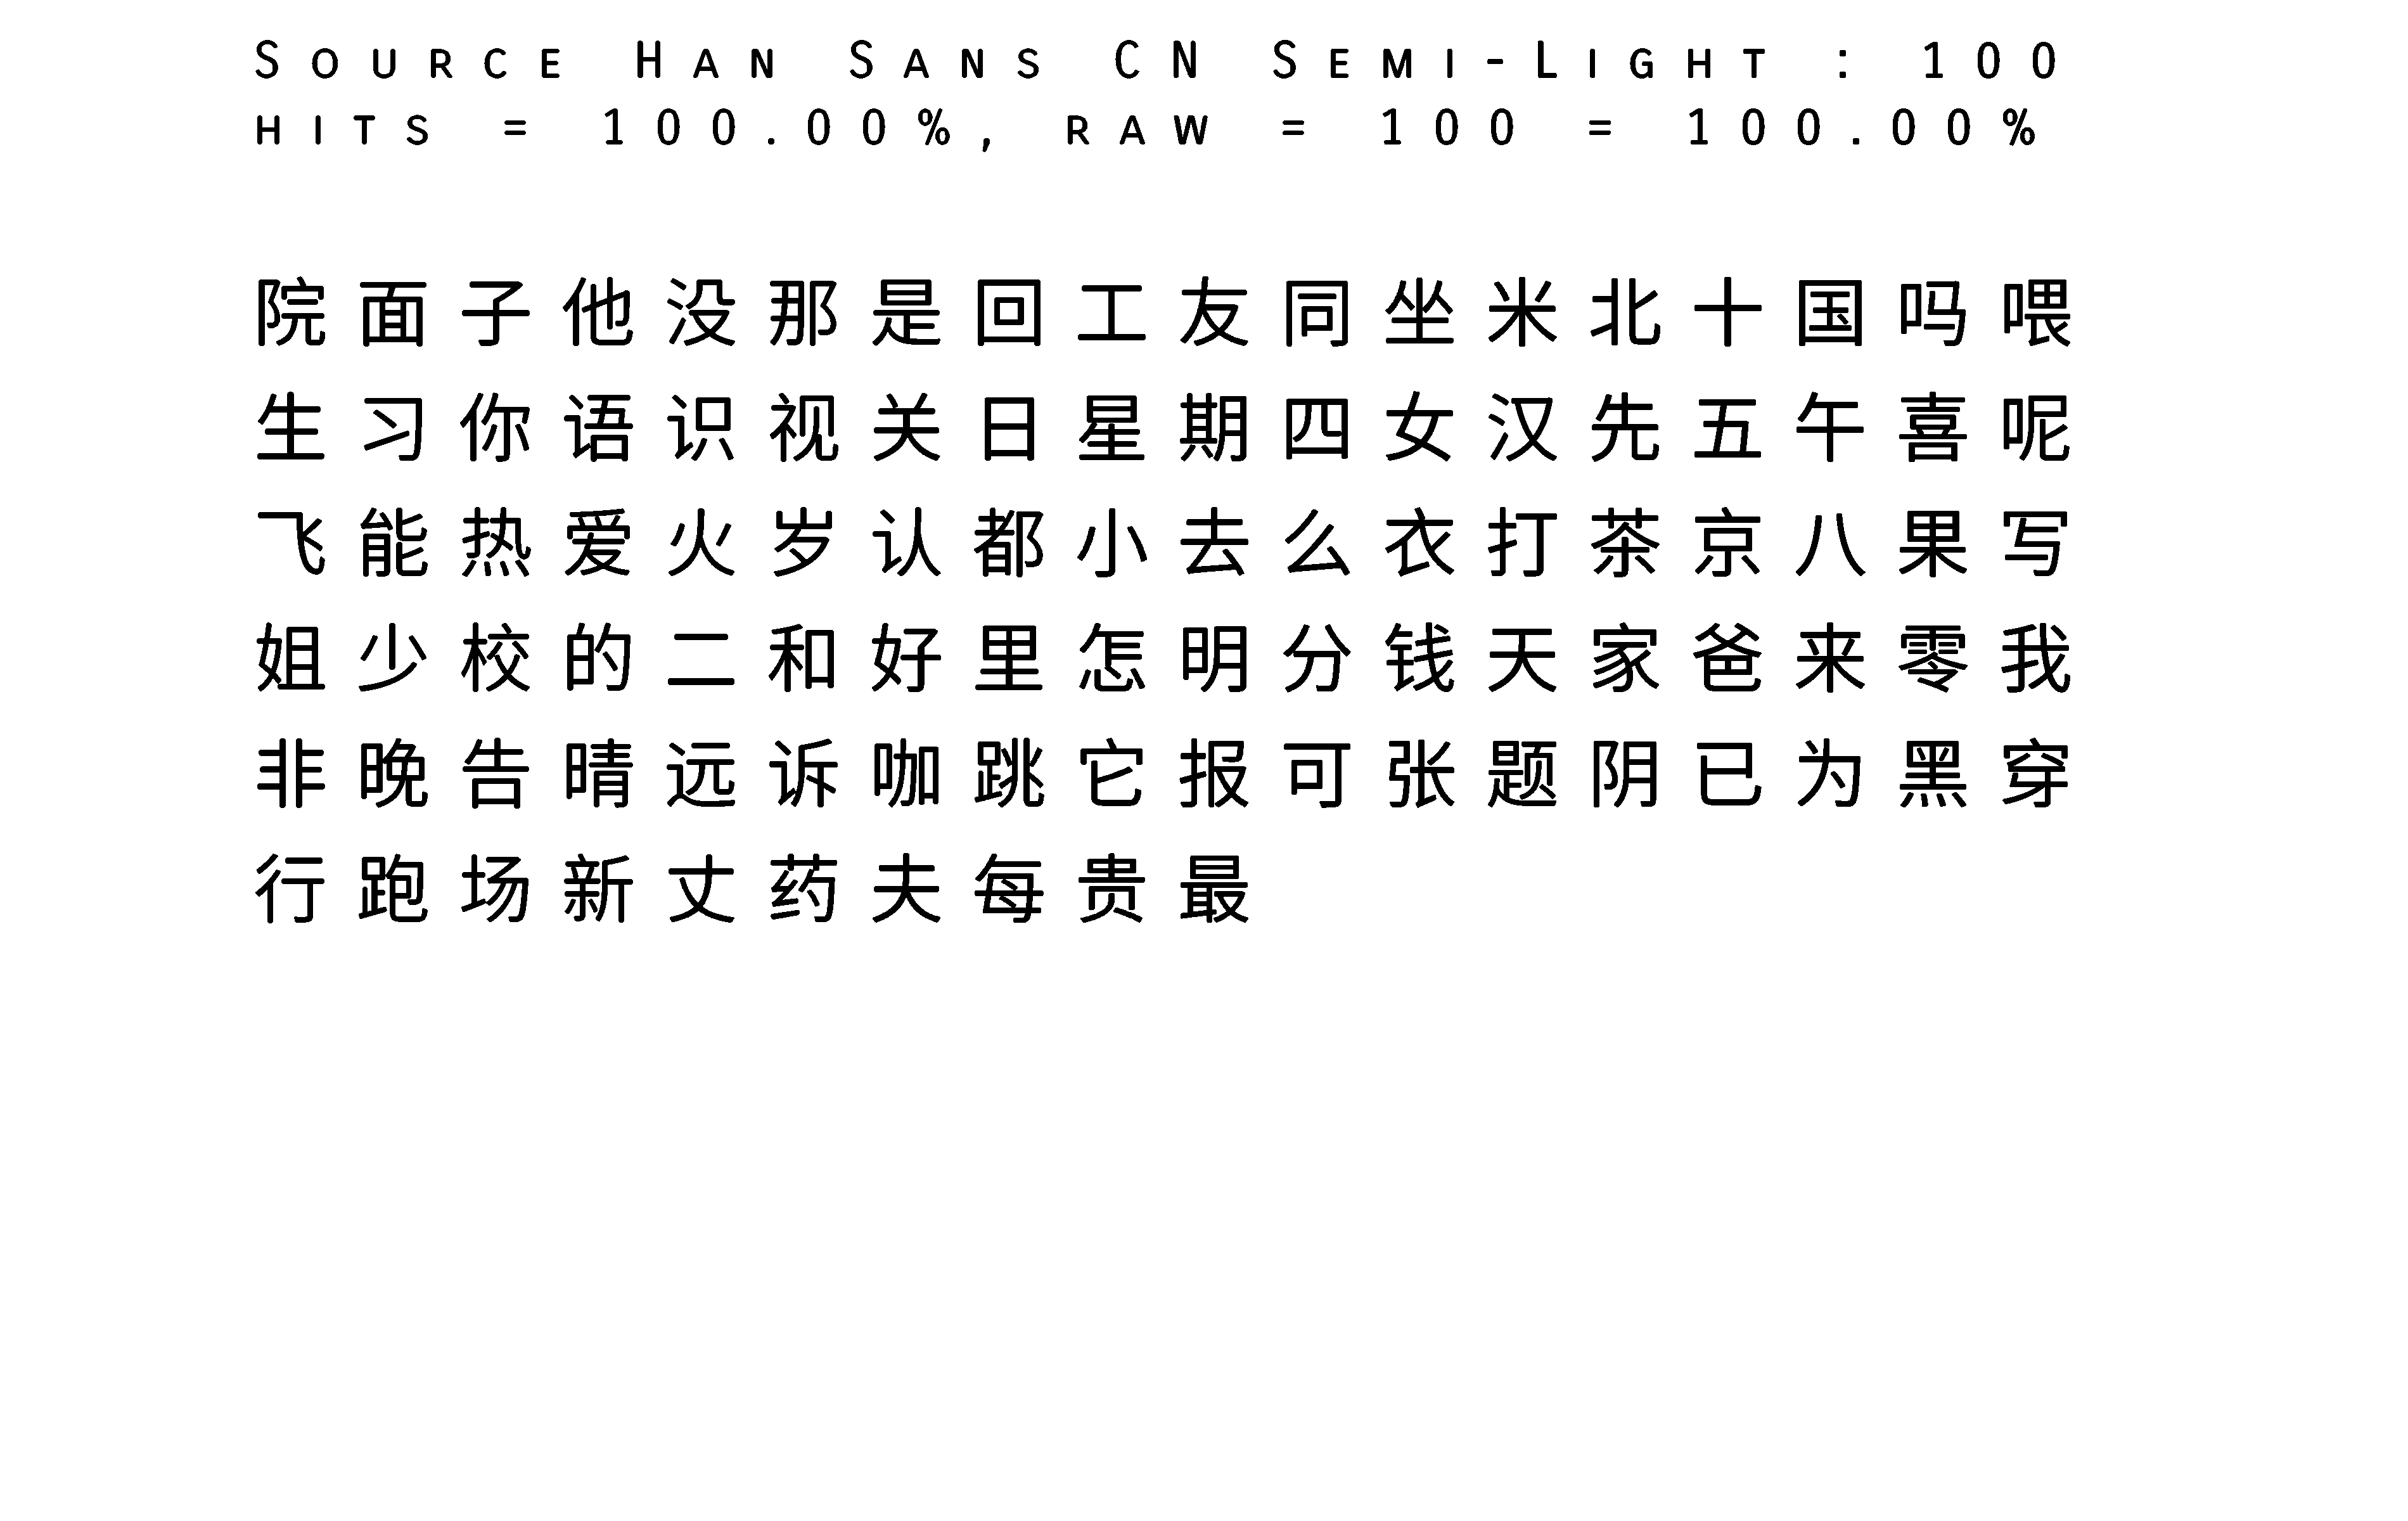 Source Han Sans CN Semi-Light : 100
hits = 100.00%, raw = 100 = 100.00%
院面子他没那是回工友同坐米北十国吗喂
生习你语识视关日星期四女汉先五午喜呢
飞能热爱火岁认都小去么衣打茶京八果写
姐少校的二和好里怎明分钱天家爸来零我
非晚告晴远诉咖跳它报可张题阴已为黑穿
行跑场新丈药夫每贵最